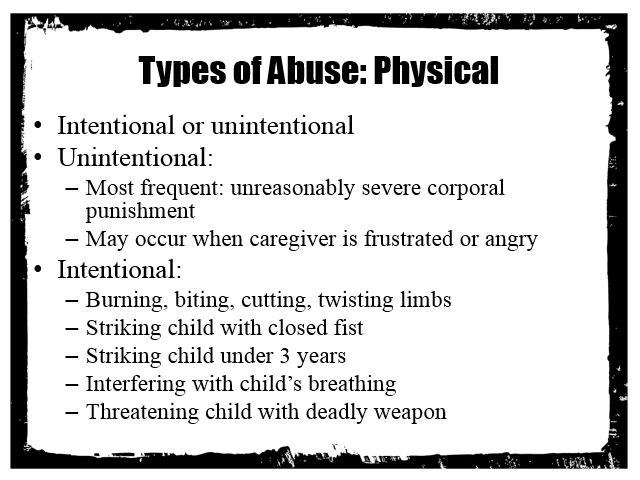 Types of Abuse: Physical
• Intentional or unintentional
• Unintentional:
– Most frequent: unreasonably severe corporal
punishment
– May occur when caregiver is frustrated or angry
• Intentional:
– Burning, biting, cutting, twisting limbs
– Striking child with closed fist
– Striking child under 3 years
– Interfering with child’s breathing
– Threatening child with deadly weapon